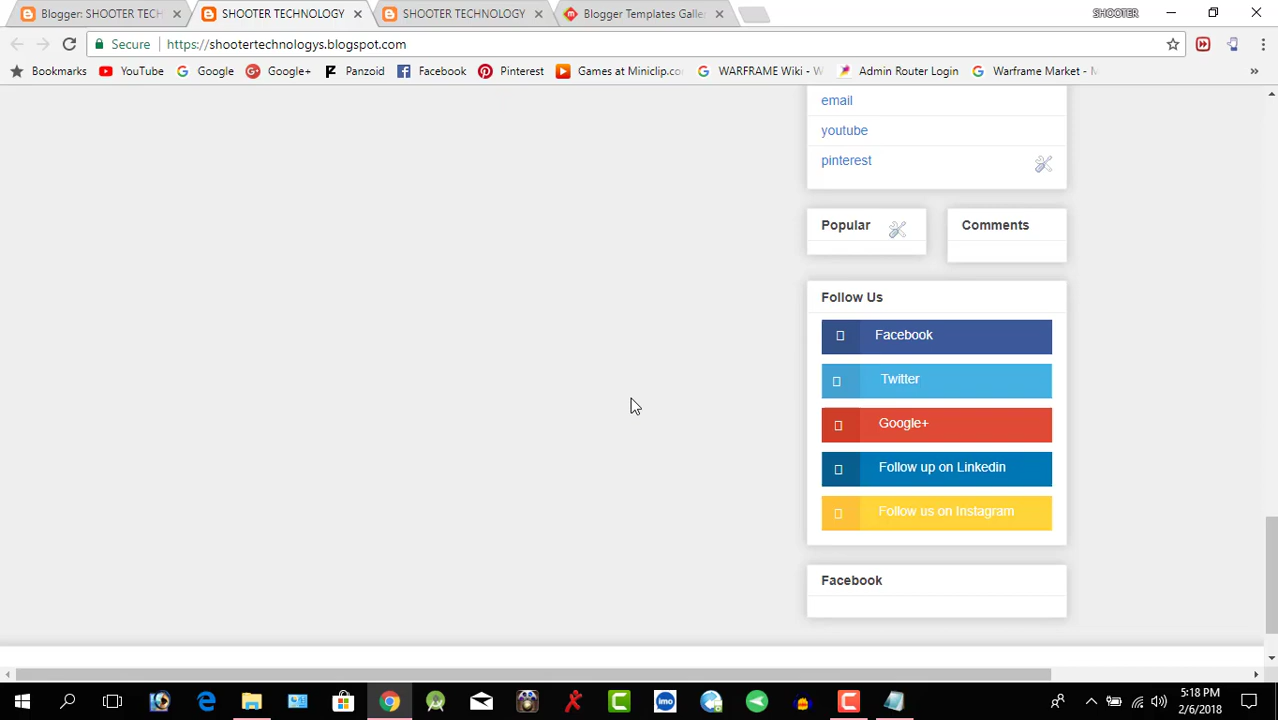 Blogger: SHOOTER TECH
SHOOTER TECHNOLOGY
SHOOTER TECHNOLOGY
Blogger Templates Galler
SHOOTER
Secure
https://shootertechnologys.blogspot.com
Bookmarks
YouTube
Google
Google+
Panzoid
Facebook
Pinterest
Games at Miniclip.co
WARFRAME Wiki - W
Admin Router Login
Warframe Market - M
»
email
youtube
pinterest
Popular
Comments
Follow Us
Facebook
Twitter
Google+
Follow up on Linkedin
Follow us on Instagram
Facebook
imo
5:18 PM
2/6/2018